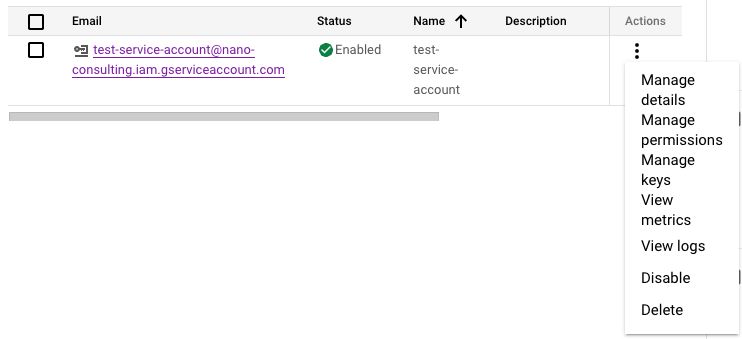 Email Status Name Description Actions
test-service-account@nano- Enabled test-
consulting.iam.gserviceaccount.com service-
account
Manage
details
Manage
permissions
Manage
keys
View
metrics
View logs
Disable
Delete